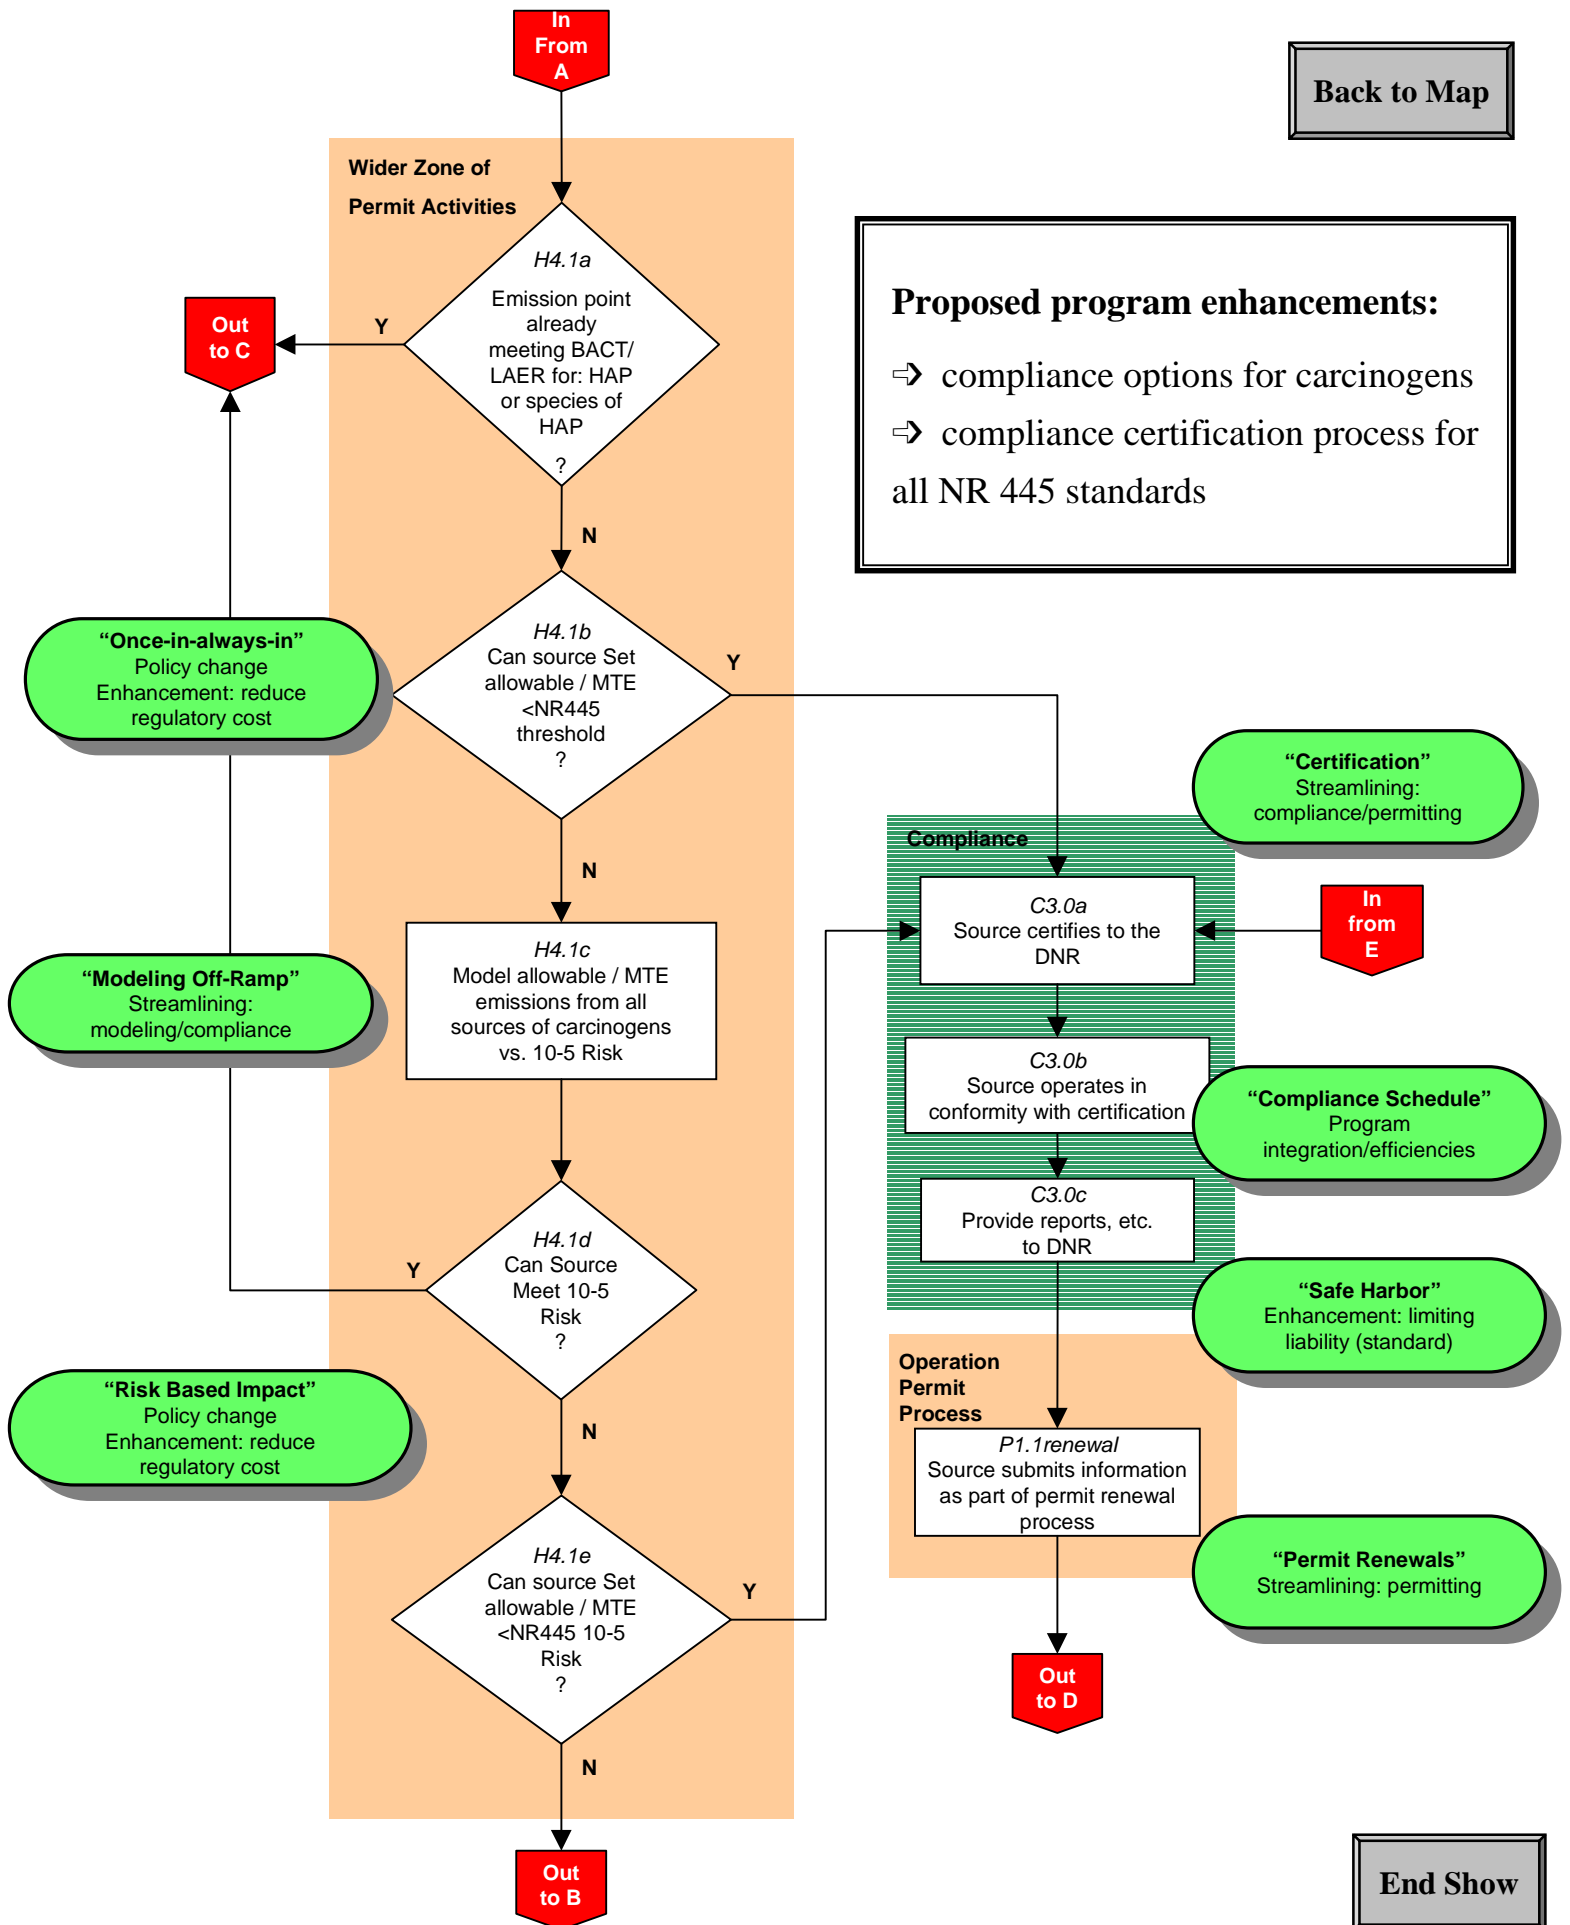 In
From
A
Back to Map
Wider Zone of
Permit Activities
H4.1a
Emission point
already
meeting BACT/
LAER for: HAP
or species of
HAP
?
Y
Out
to C
N
Proposed program enhancements:
➩ compliance options for carcinogens
➩ compliance certification process for
all NR 445 standards
“Once-in-always-in”
Policy change
Enhancement: reduce
regulatory cost
H4.1b
Can source Set
allowable / MTE
<NR445
threshold
?
Y
N
“Certification”
Streamlining:
compliance/permitting
Compliance
C3.0a
Source certifies to the
DNR
In
from
E
“Modeling Off-Ramp”
Streamlining:
modeling/compliance
H4.1c
Model allowable / MTE
emissions from all
sources of carcinogens
vs. 10-5 Risk
C3.0b
Source operates in
conformity with certification
“Compliance Schedule”
Program
integration/efficiencies
C3.0c
Provide reports, etc.
to DNR
H4.1d
Can Source
Meet 10-5
Risk
?
Y
N
“Safe Harbor”
Enhancement: limiting
liability (standard)
“Risk Based Impact”
Policy change
Enhancement: reduce
regulatory cost
Operation
Permit
Process
P1.1renewal
Source submits information
as part of permit renewal
process
H4.1e
Can source Set
allowable / MTE
<NR445 10-5
Risk
?
Y
N
“Permit Renewals”
Streamlining: permitting
Out
to D
Out
to B
End Show